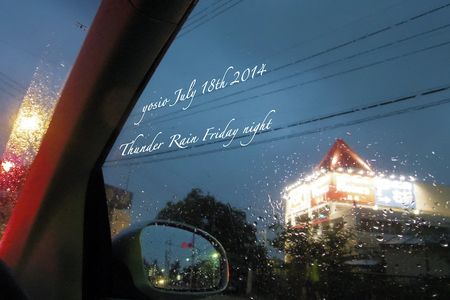 yosio July 18th 2014
Thunder Rain Friday night